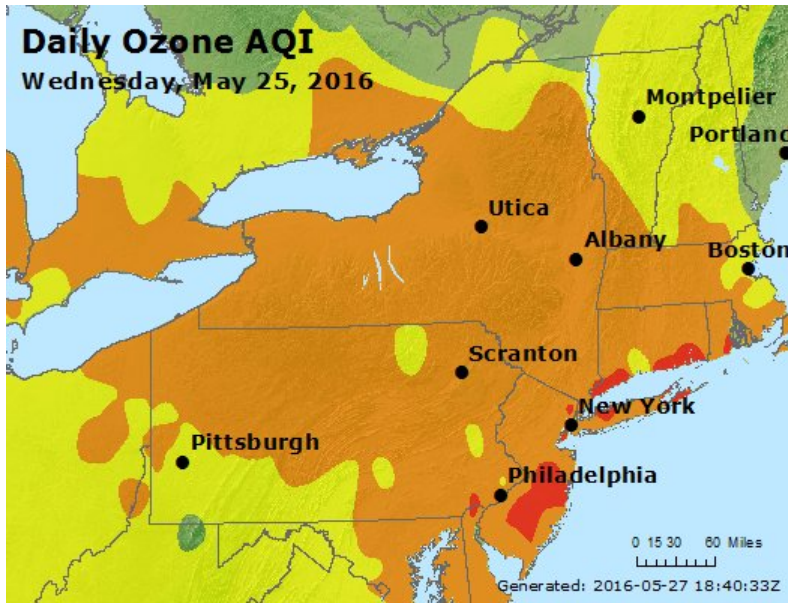 Daily Ozone AQI
Wednesday, May 25, 2016
Montpelier
Portland
Utica
Albany
Boston
Scranton
New York
Pittsburgh
Philadelphia
0 15 30 60 Miles
Generated: 2016-05-27 18:40:33Z